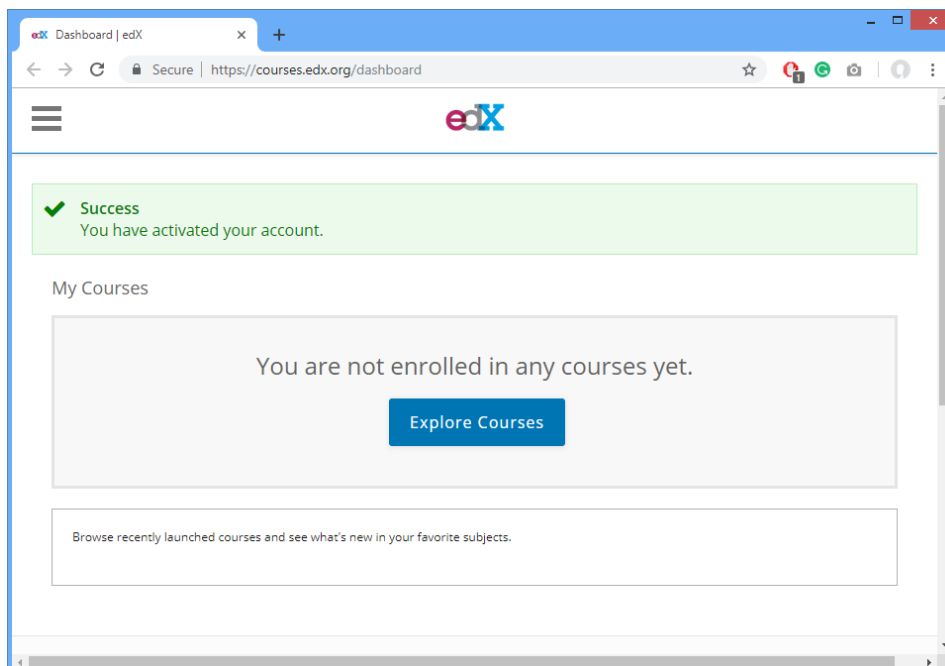 edX Dashboard | edX
Secure | https://courses.edx.org/dashboard
1
edX
Success
You have activated your account.
My Courses
You are not enrolled in any courses yet.
Explore Courses
Browse recently launched courses and see what's new in your favorite subjects.